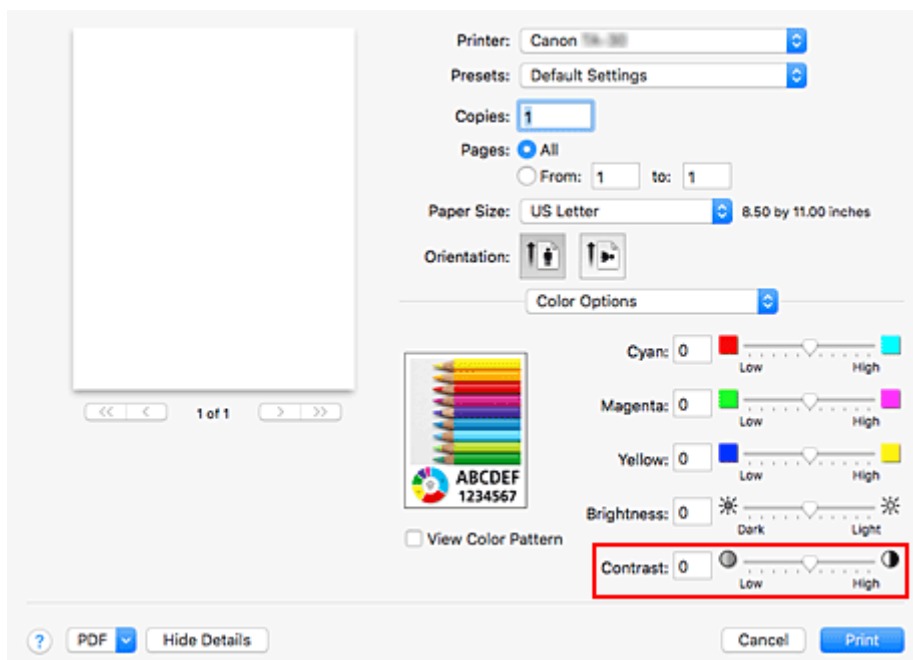 Printer: Canon
Presets: Default Settings
Copies: 1
Pages: All
From: 1 to: 1
Paper Size: US Letter 8.50 by 11.00 inches
Orientation:
Color Options
<< < 1 of 1 > >>
ABCDEF
1234567
View Color Pattern
Cyan: 0
Low High
Magenta: 0
Low High
Yellow: 0
Low High
Brightness: 0
Dark Light
Contrast: 0
Low High
? PDF Hide Details Cancel Print